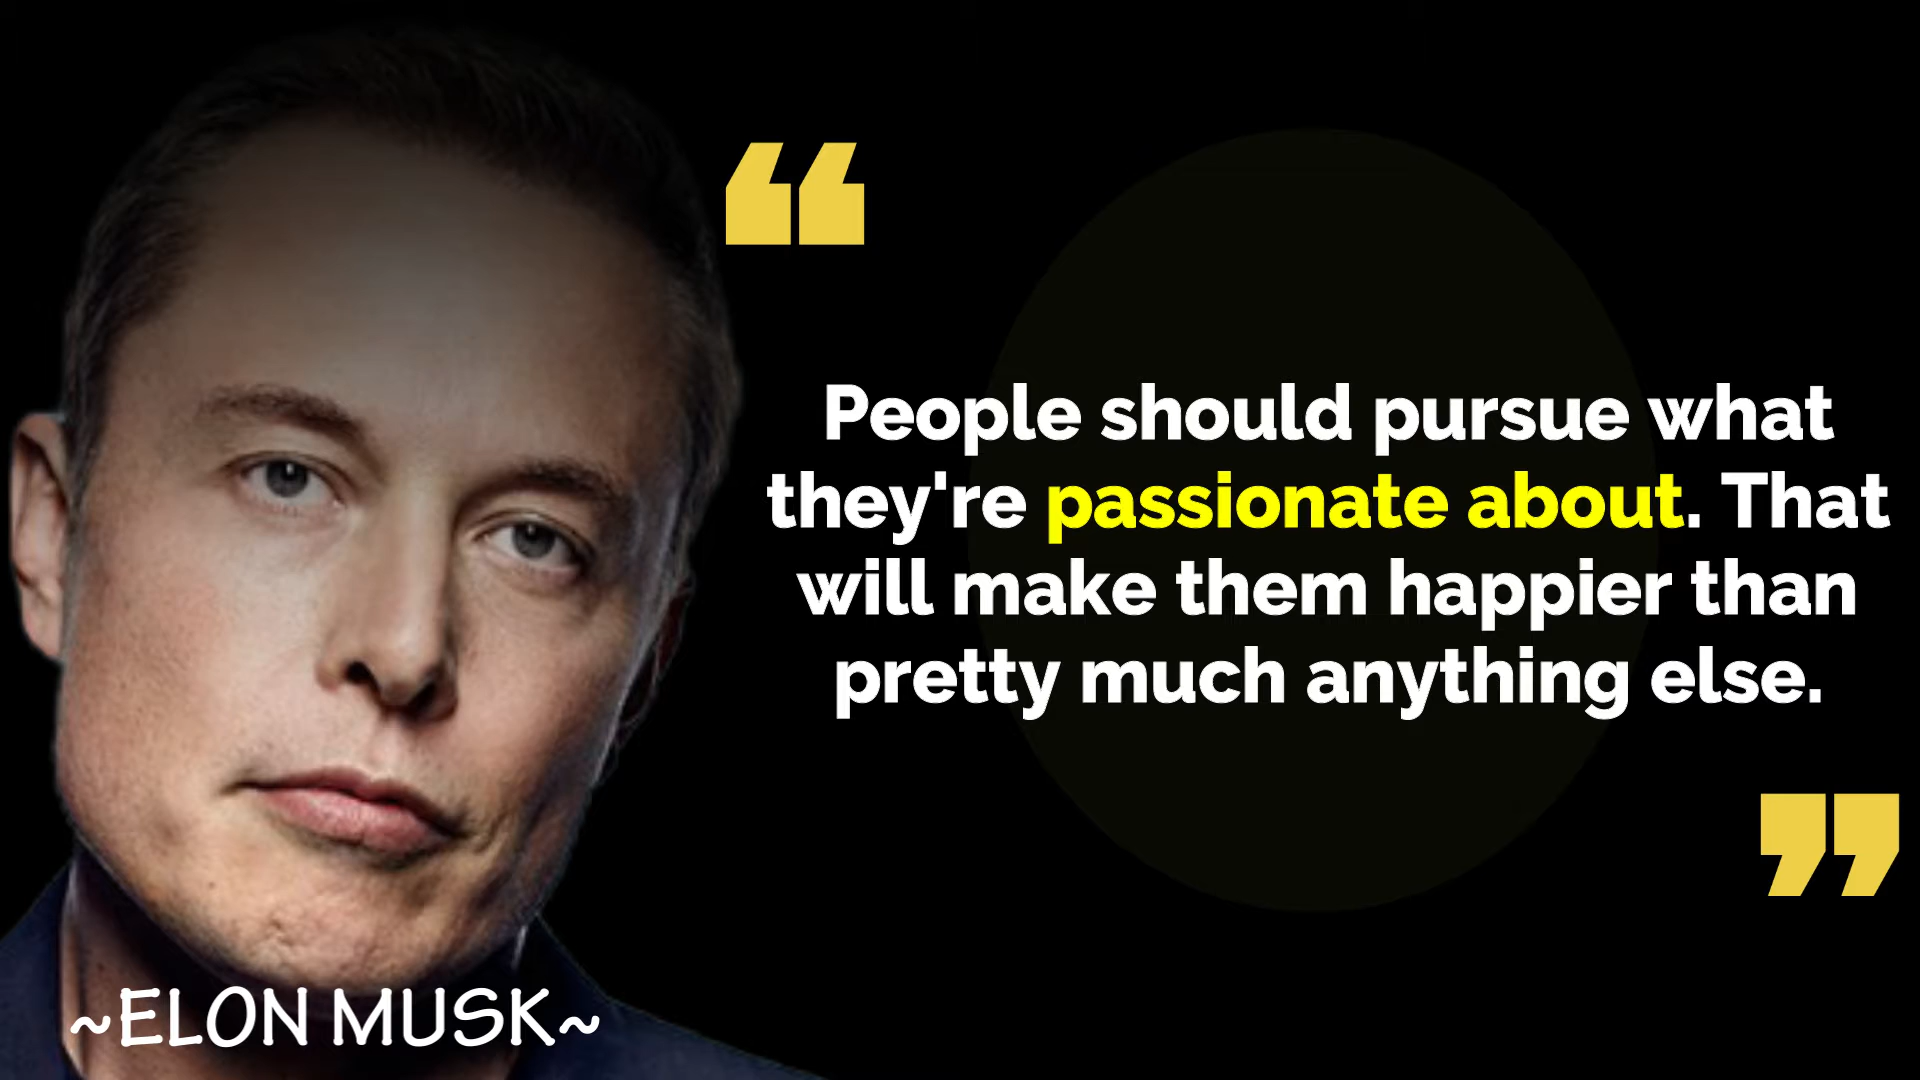 “
People should pursue what
they're passionate about. That
will make them happier than
pretty much anything else.
”
~ELON MUSK~